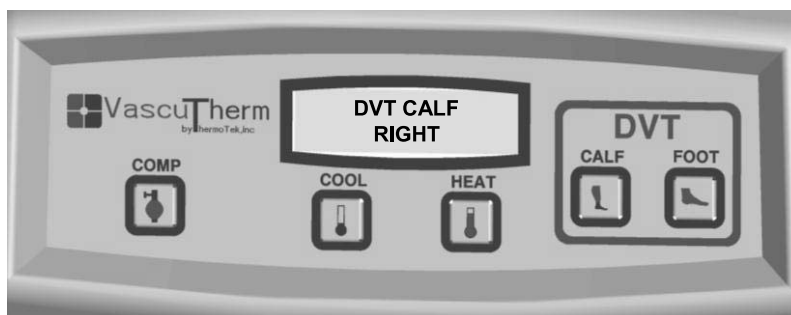 VascuTherm
by ThermoTek,Inc
DVT CALF
RIGHT
COMP
COOL
HEAT
DVT
CALF
FOOT